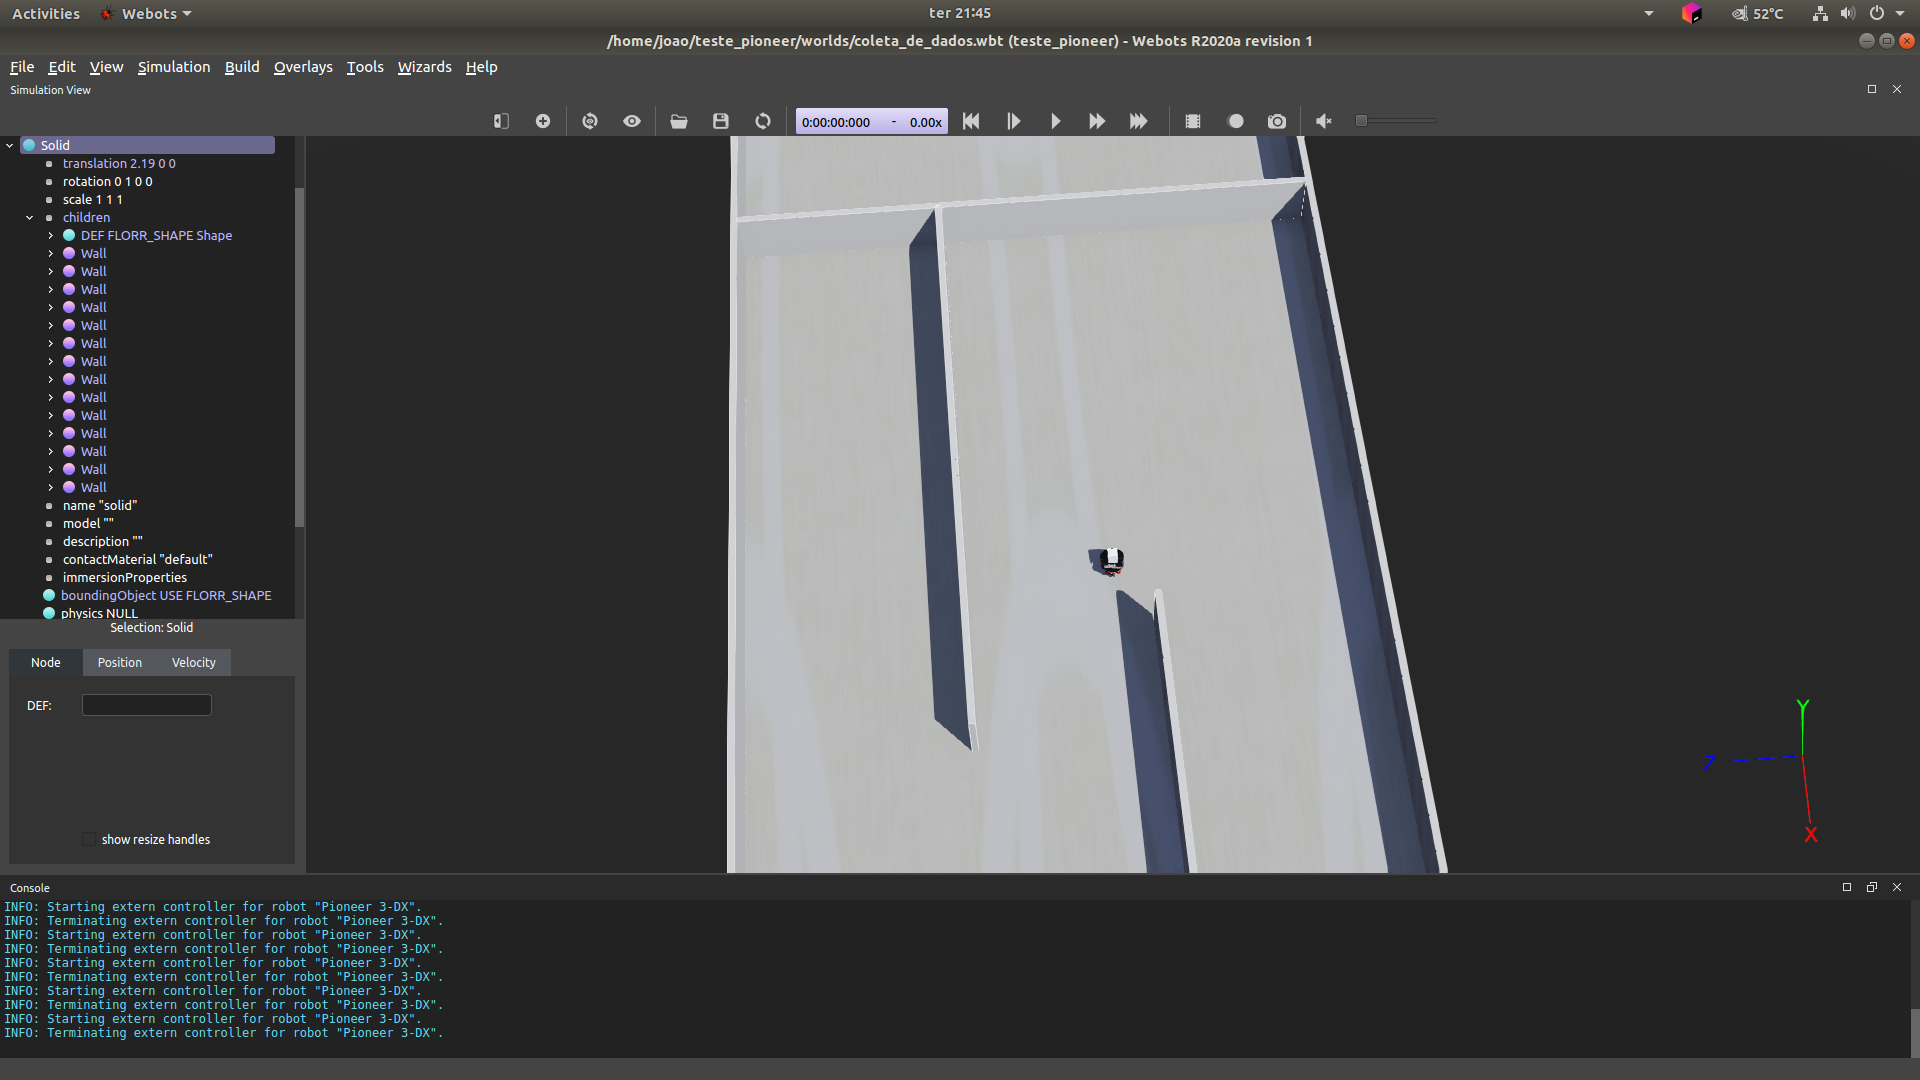 Activities Webots ter 21:45 52°C
/home/joao/teste_pioneer/worlds/coleta_de_dados.wbt (teste_pioneer) - Webots R2020a revision 1
File Edit View Simulation Build Overlays Tools Wizards Help
Simulation View
0:00:00:000 - 0.00x
Solid
translation 2.19 0 0
rotation 0 1 0 0
scale 1 1 1
children
DEF FLORR_SHAPE Shape
Wall
Wall
Wall
Wall
Wall
Wall
Wall
Wall
Wall
Wall
Wall
Wall
Wall
Wall
name "solid"
model ""
description ""
contactMaterial "default"
immersionProperties
boundingObject USE FLORR_SHAPE
physics NULL
Selection: Solid
Node Position Velocity
DEF:
show resize handles
Y
Z
X
Console
INFO: Starting extern controller for robot "Pioneer 3-DX".
INFO: Terminating extern controller for robot "Pioneer 3-DX".
INFO: Starting extern controller for robot "Pioneer 3-DX".
INFO: Terminating extern controller for robot "Pioneer 3-DX".
INFO: Starting extern controller for robot "Pioneer 3-DX".
INFO: Terminating extern controller for robot "Pioneer 3-DX".
INFO: Starting extern controller for robot "Pioneer 3-DX".
INFO: Terminating extern controller for robot "Pioneer 3-DX".
INFO: Starting extern controller for robot "Pioneer 3-DX".
INFO: Terminating extern controller for robot "Pioneer 3-DX".